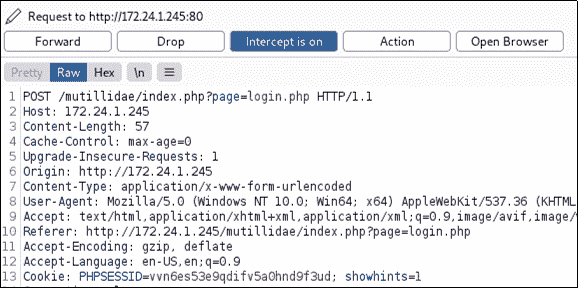 Request to http://172.24.1.245:80
Forward Drop Intercept is on Action Open Browser
Pretty Raw Hex \n ≡
1 POST /mutillidae/index.php?page=login.php HTTP/1.1
2 Host: 172.24.1.245
3 Content-Length: 57
4 Cache-Control: max-age=0
5 Upgrade-Insecure-Requests: 1
6 Origin: http://172.24.1.245
7 Content-Type: application/x-www-form-urlencoded
8 User-Agent: Mozilla/5.0 (Windows NT 10.0; Win64; x64) AppleWebKit/537.36 (KHTML
9 Accept: text/html,application/xhtml+xml,application/xml;q=0.9,image/avif,image/
10 Referer: http://172.24.1.245/mutillidae/index.php?page=login.php
11 Accept-Encoding: gzip, deflate
12 Accept-Language: en-US,en;q=0.9
13 Cookie: PHPSESSID=vvn6es53e9qdifv5a0hnd9f3ud; showhints=1